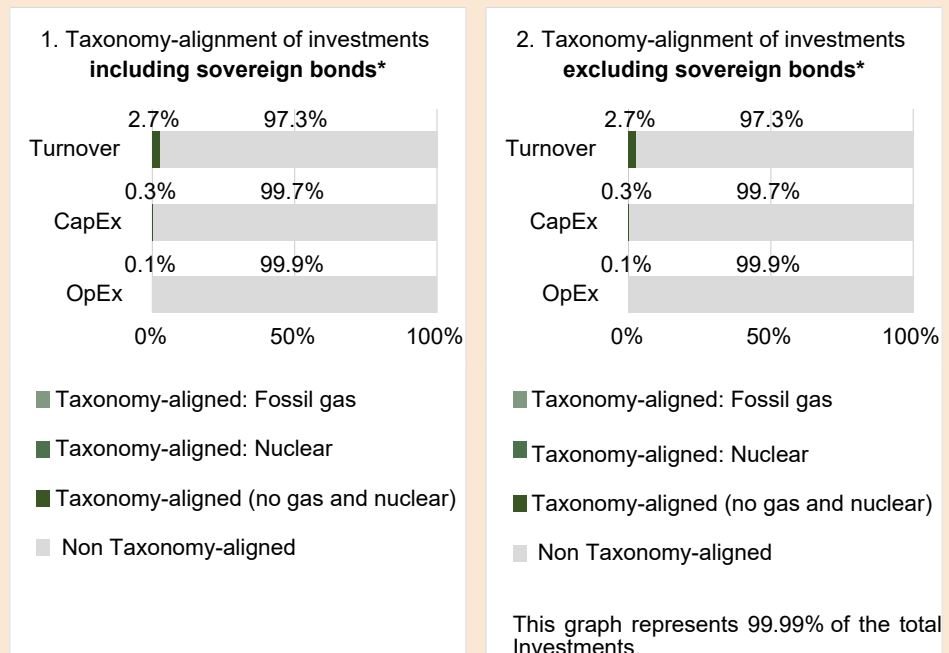 1. Taxonomy-alignment of investments
including sovereign bonds*
2.7% 97.3%
Turnover
0.3% 99.7%
CapEx
0.1% 99.9%
OpEx
0% 50% 100%
Taxonomy-aligned: Fossil gas
Taxonomy-aligned: Nuclear
Taxonomy-aligned (no gas and nuclear)
Non Taxonomy-aligned
2. Taxonomy-alignment of investments
excluding sovereign bonds*
2.7% 97.3%
Turnover
0.3% 99.7%
CapEx
0.1% 99.9%
OpEx
0% 50% 100%
Taxonomy-aligned: Fossil gas
Taxonomy-aligned: Nuclear
Taxonomy-aligned (no gas and nuclear)
Non Taxonomy-aligned
This graph represents 99.99% of the total
Investments.